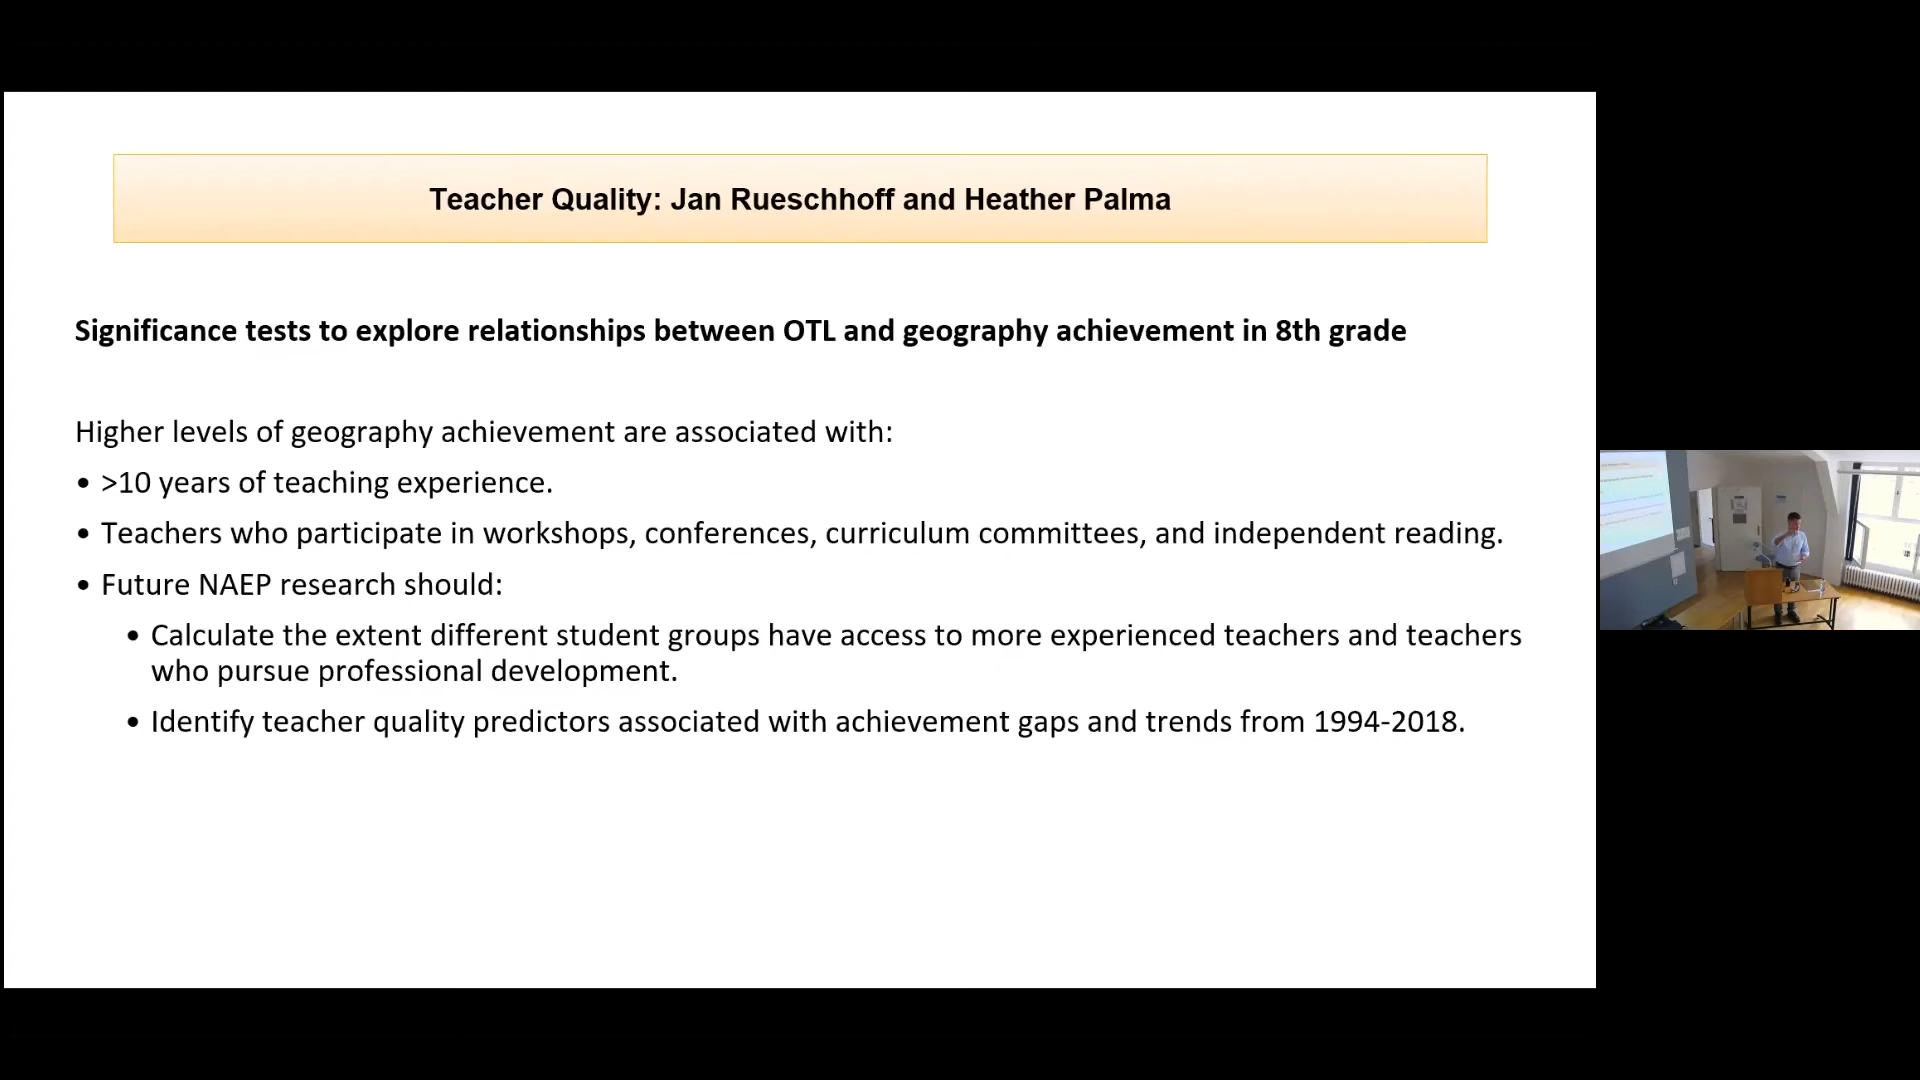 Teacher Quality: Jan Rueschhoff and Heather Palma
Significance tests to explore relationships between OTL and geography achievement in 8th grade
Higher levels of geography achievement are associated with:
• >10 years of teaching experience.
• Teachers who participate in workshops, conferences, curriculum committees, and independent reading.
• Future NAEP research should:
• Calculate the extent different student groups have access to more experienced teachers and teachers
who pursue professional development.
• Identify teacher quality predictors associated with achievement gaps and trends from 1994-2018.